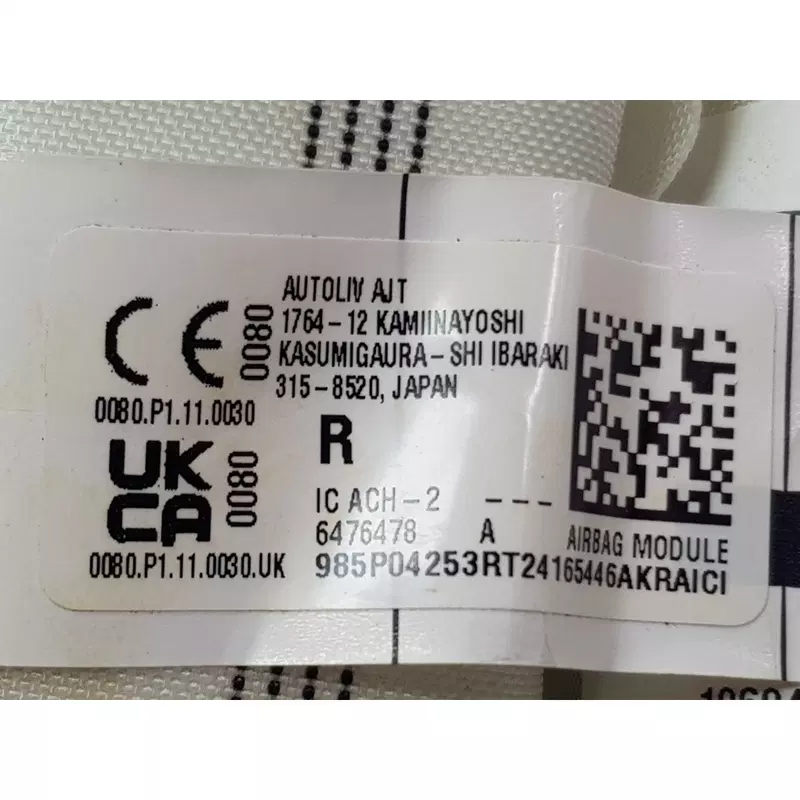 AUTOLIV AJT
1764-12 KAMIINAYOSHI
KASUMIGAURA-SHI IBARAKI
315-8520, JAPAN
CE 0080
0080.P1.11.0030
R
UK
CA 0080
IC ACH-2 ---
6476478 A
AIRBAG MODULE
0080.P1.11.0030.UK
985P04253RT24165446AKRAICI